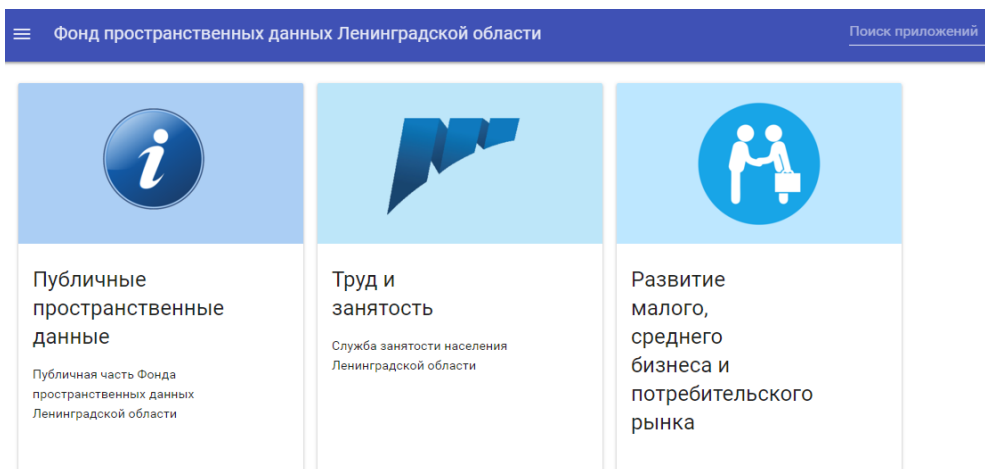 Фонд пространственных данных Ленинградской области
Поиск приложений
i
Публичные
пространственные
данные
Публичная часть Фонда
пространственных данных
Ленинградской области
Труд и
занятость
Служба занятости населения
Ленинградской области
Развитие
малого,
среднего
бизнеса и
потребительского
рынка